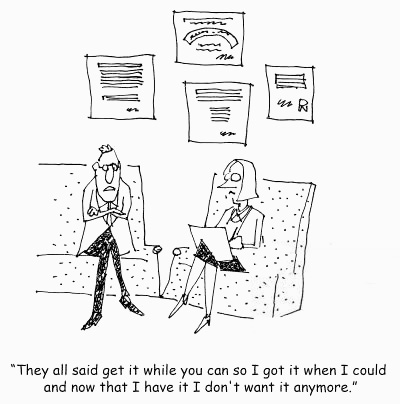 “They all said get it while you can so I got it when I could
and now that I have it I don't want it anymore.”